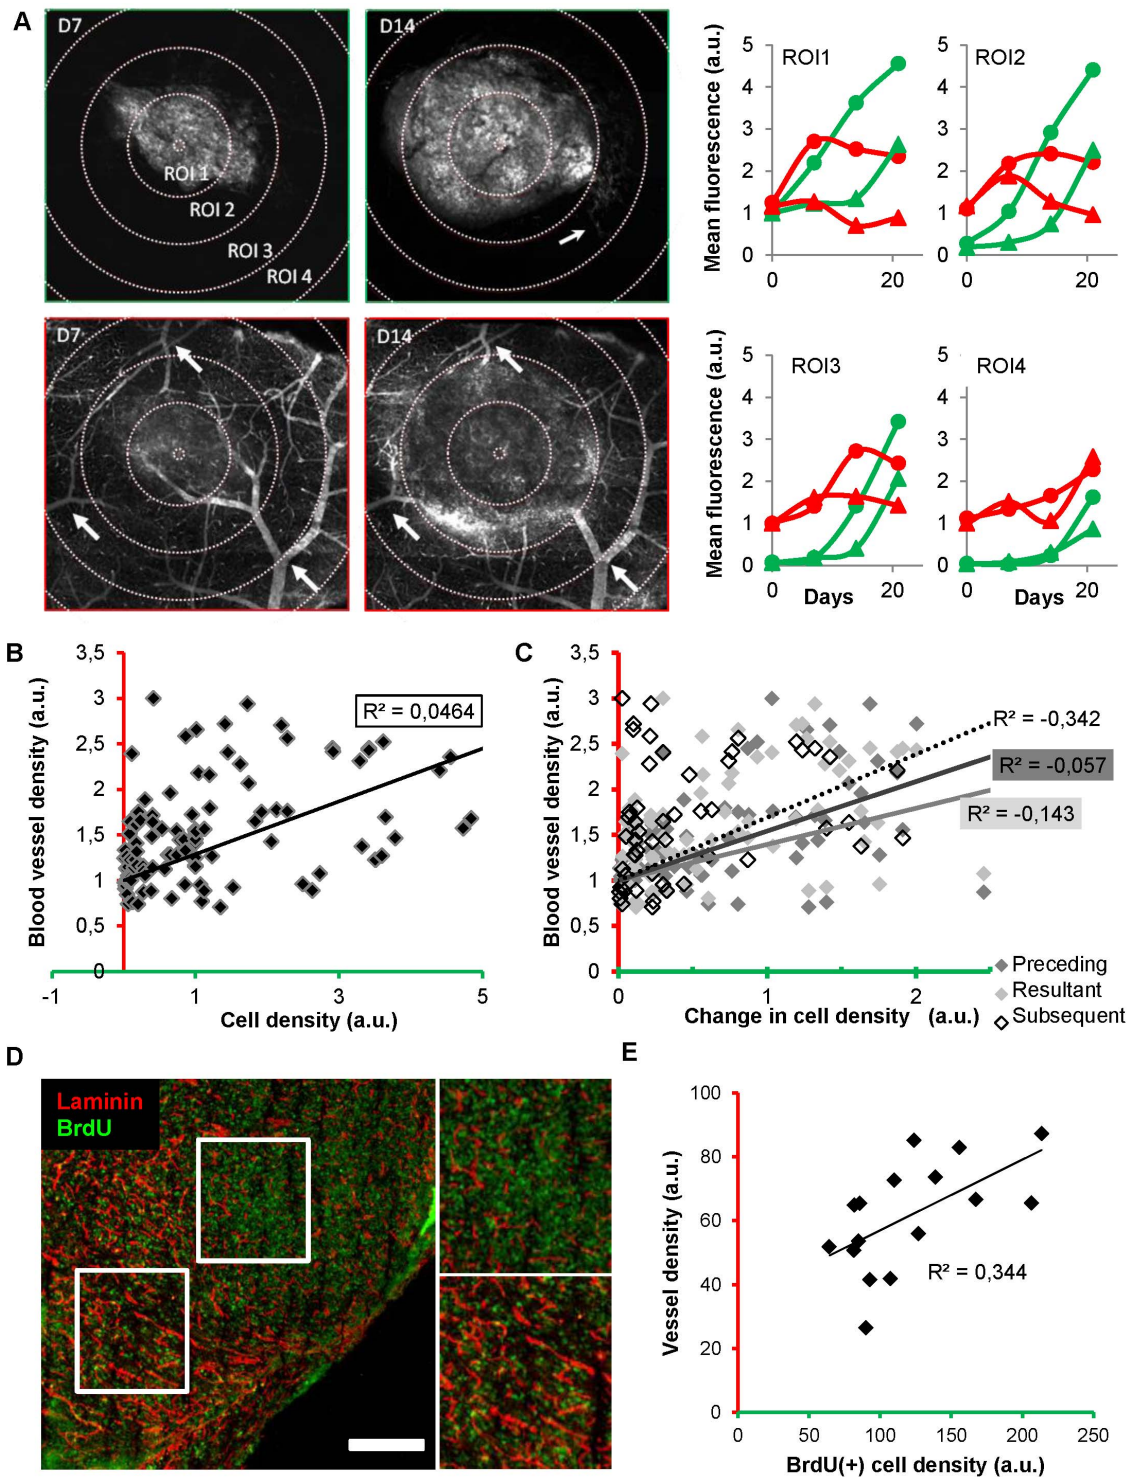 A
D7
ROI 1
ROI 2
ROI 3
ROI 4
D14
D7
D14
Mean fluorescence (a.u.)
5
4
3
2
1
0
0
20
ROI1
5
4
3
2
1
0
0
20
ROI2
Mean fluorescence (a.u.)
5
4
3
2
1
0
0
Days
20
ROI3
5
4
3
2
1
0
0
Days
20
ROI4
B
Blood vessel density (a.u.)
3,5
3
2,5
2
1,5
1
0,5
0
-1
1
3
5
Cell density (a.u.)
R² = 0,0464
C
Blood vessel density (a.u.)
3,5
3
2,5
2
1,5
1
0,5
0
0
1
2
Change in cell density (a.u.)
R² = -0,342
R² = -0,057
R² = -0,143
Preceding
Resultant
Subsequent
D
Laminin
BrdU
E
Vessel density (a.u.)
100
80
60
40
20
0
0
50
100
150
200
250
BrdU(+) cell density (a.u.)
R² = 0,344